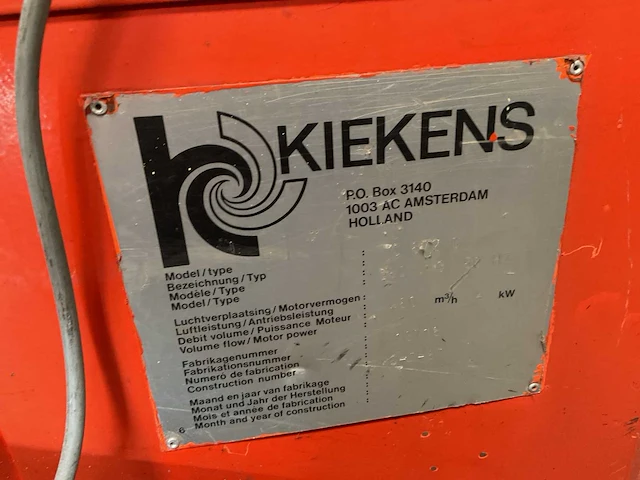 KIEKENS
P.O. Box 3140
1003 AC AMSTERDAM
HOLLAND
Model/type :
Bezeichnung/Typ :
Modèle/Type :
Model/Type :
Luchtverplaatsing/Motorvermogen :
Luftleistung/Antriebsleistung :
Debit volume/Puissance Moteur :
Volume flow/Motor power :
m³/h kW
Fabrikagenummer :
Fabrikationsnummer :
Numero de fabrication :
Construction number :
Maand en jaar van fabrikage :
Monat und Jahr der Herstellung :
Mois et année de fabrication :
6 Month and year of construction :